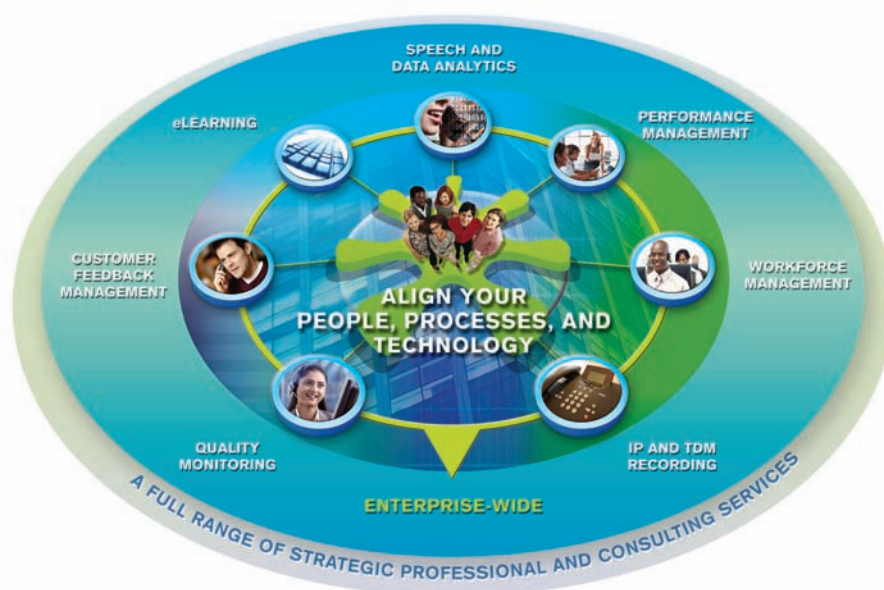 SPEECH AND
DATA ANALYTICS
eLEARNING
PERFORMANCE
MANAGEMENT
CUSTOMER
FEEDBACK
MANAGEMENT
WORKFORCE
MANAGEMENT
ALIGN YOUR
PEOPLE, PROCESSES, AND
TECHNOLOGY
QUALITY
MONITORING
IP AND TDM
RECORDING
ENTERPRISE-WIDE
A FULL RANGE OF STRATEGIC PROFESSIONAL AND CONSULTING SERVICES